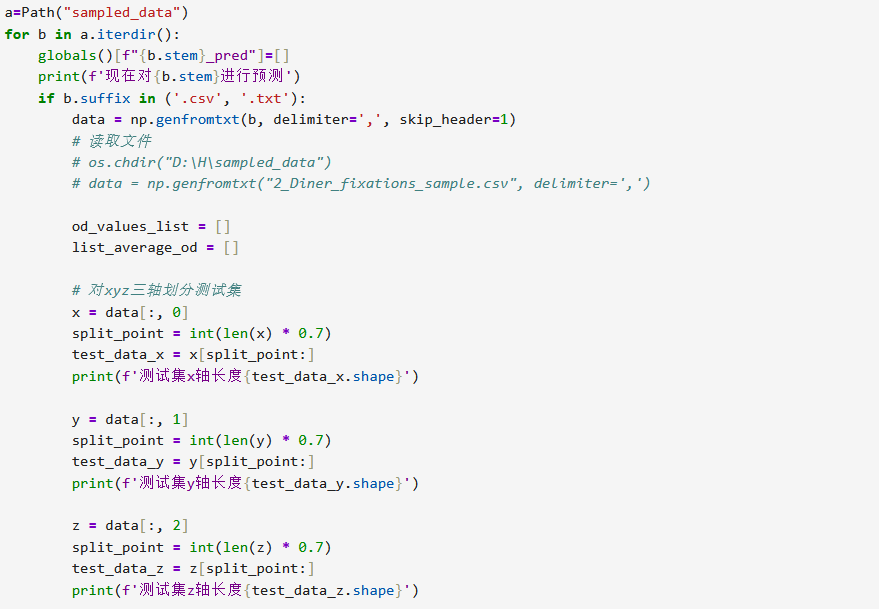 a=Path("sampled_data")
for b in a.iterdir():
    globals()[f"{b.stem}_pred"]=[]
    print(f'现在对{b.stem}进行预测')
    if b.suffix in ('.csv', '.txt'):
        data = np.genfromtxt(b, delimiter=',', skip_header=1)
        # 读取文件
        # os.chdir("D:\H\sampled_data")
        # data = np.genfromtxt("2_Diner_fixations_sample.csv", delimiter=',')
        od_values_list = []
        list_average_od = []
        # 对xyz三轴划分测试集
        x = data[:, 0]
        split_point = int(len(x) * 0.7)
        test_data_x = x[split_point:]
        print(f'测试集x轴长度{test_data_x.shape}')
        y = data[:, 1]
        split_point = int(len(y) * 0.7)
        test_data_y = y[split_point:]
        print(f'测试集y轴长度{test_data_y.shape}')
        z = data[:, 2]
        split_point = int(len(z) * 0.7)
        test_data_z = z[split_point:]
        print(f'测试集z轴长度{test_data_z.shape}')